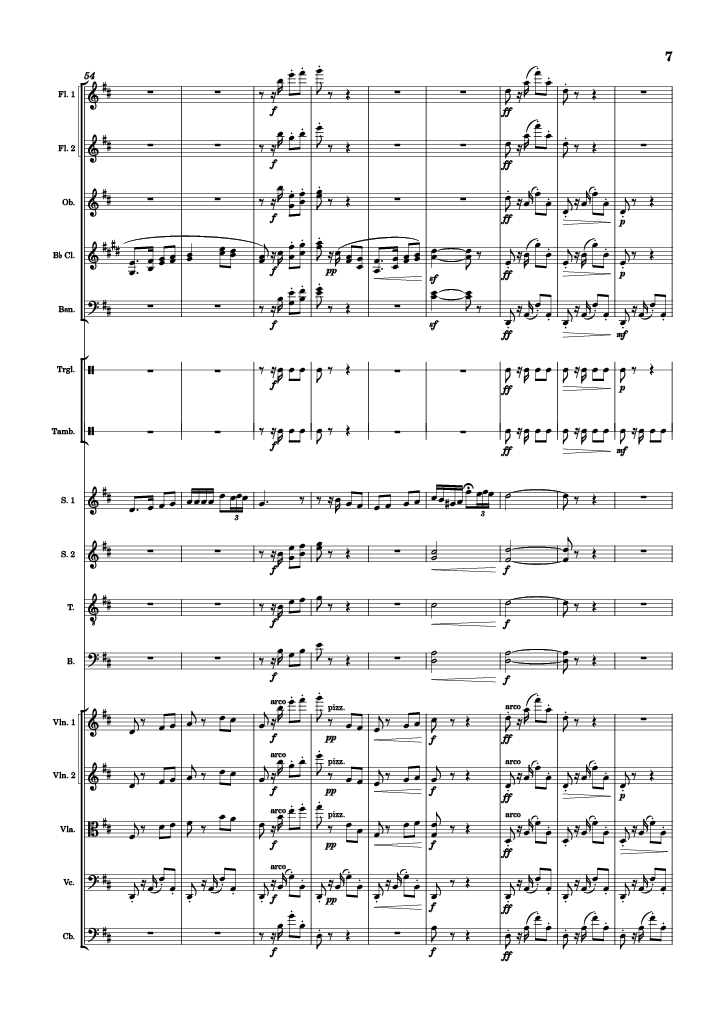 7
54
Fl. 1
f
ff
Fl. 2
f
ff
Ob.
f
ff
p
B♭ Cl.
f
pp
sf
ff
p
Bsn.
f
sf
ff
mf
Trgl.
f
ff
p
Tamb.
f
ff
mf
S. 1
3
3
S. 2
f
f
T.
f
f
B.
f
f
arco
pizz.
arco
Vln. 1
f
pp
f
ff
arco
pizz.
Vln. 2
f
pp
f
ff
p
arco
pizz.
Vla.
f
pp
f
ff
arco
Vc.
f
pp
f
ff
Cb.
f
f
ff